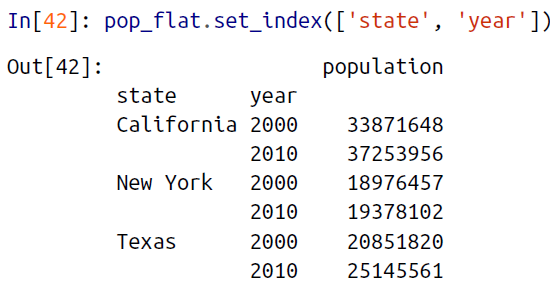 In[42]: pop_flat.set_index(['state', 'year'])
Out[42]:                  population
         state      year
         California 2000    33871648
                    2010    37253956
         New York   2000    18976457
                    2010    19378102
         Texas      2000    20851820
                    2010    25145561